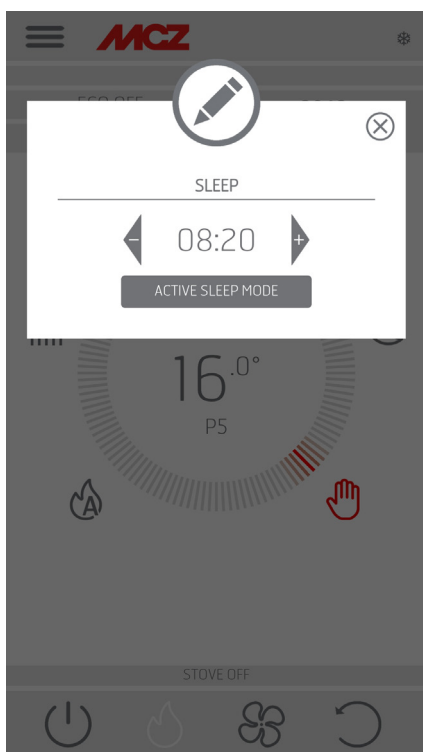 MCZ
SLEEP
08:20
ACTIVE SLEEP MODE
16.0°
P5
A
STOVE OFF